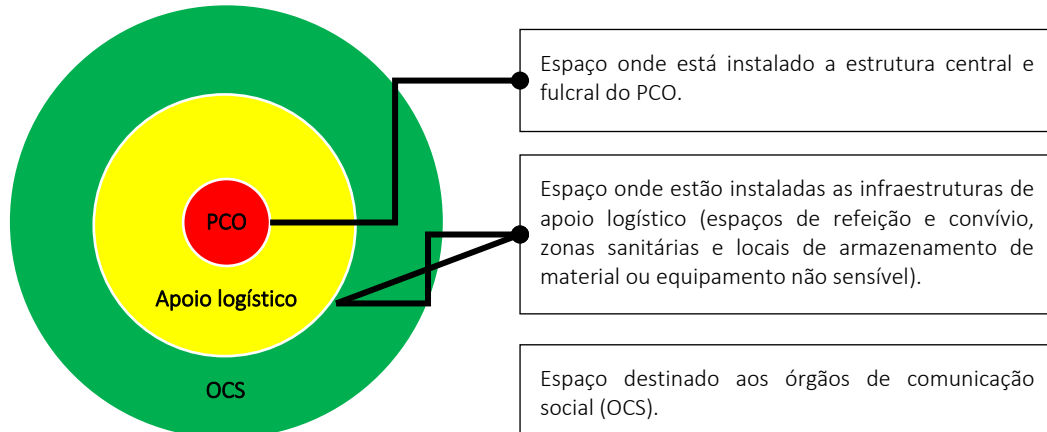 PCO
Apoio logístico
OCS
Espaço onde está instalado a estrutura central e
fulcral do PCO.
Espaço onde estão instaladas as infraestruturas de
apoio logístico (espaços de refeição e convívio,
zonas sanitárias e locais de armazenamento de
material ou equipamento não sensível).
Espaço destinado aos órgãos de comunicação
social (OCS).